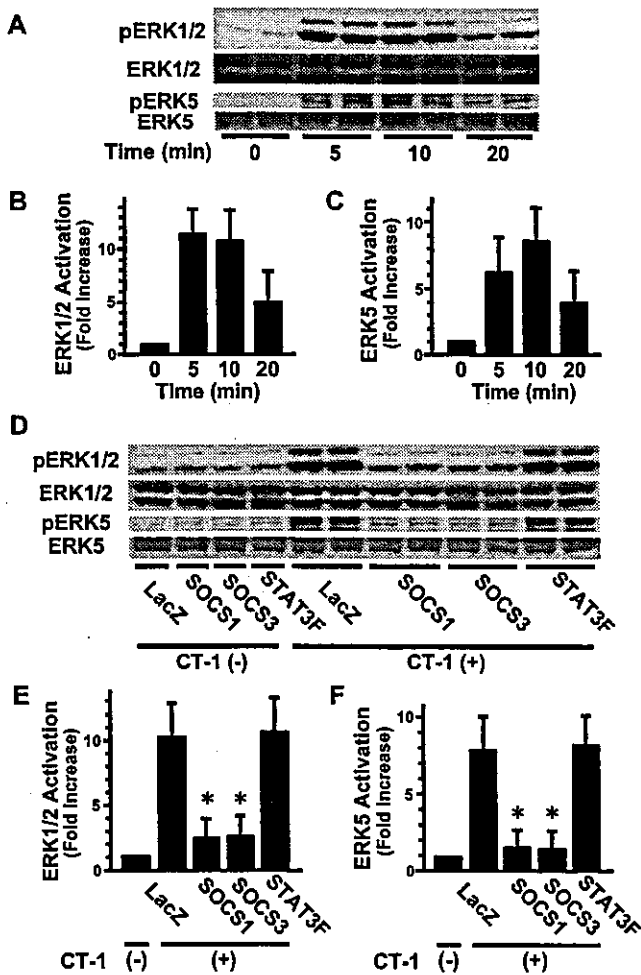 A
pERK1/2
ERK1/2
pERK5
ERK5
Time (min) 0 5 10 20
B
ERK1/2 Activation
(Fold Increase)
10
5
0
0 5 10 20
Time (min)
C
ERK5 Activation
(Fold Increase)
10
5
0
0 5 10 20
Time (min)
D
pERK1/2
ERK1/2
pERK5
ERK5
LacZ SOCS1 SOCS3 STAT3F LacZ SOCS1 SOCS3 STAT3F
CT-1 (-) CT-1 (+)
E
ERK1/2 Activation
(Fold Increase)
10
5
0
* *
LacZ SOCS1 SOCS3 STAT3F
CT-1 (-) (+)
F
ERK5 Activation
(Fold Increase)
10
5
0
* *
LacZ SOCS1 SOCS3 STAT3F
CT-1 (-) (+)